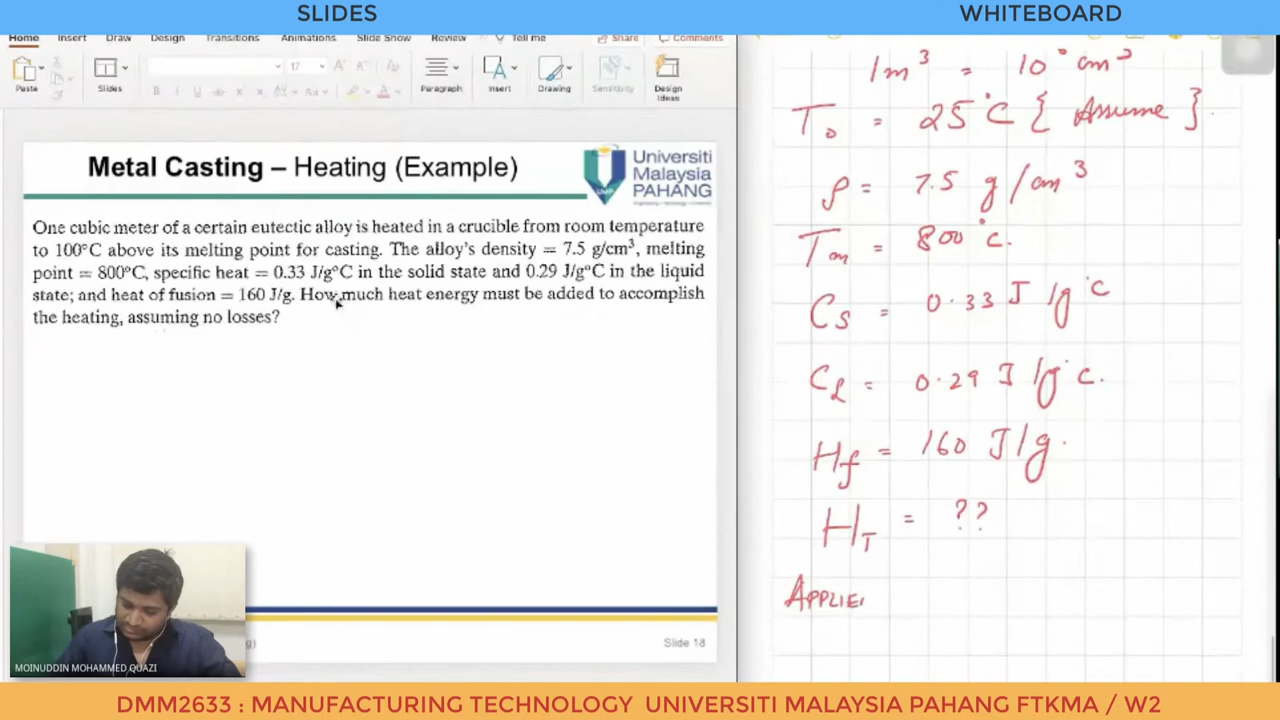 SLIDES
WHITEBOARD
Home Insert Draw Design Transitions Animations Slide Show Review Tell me Share Comments
17
Paste Slides Paragraph Insert Drawing Sensitivity Design Ideas
Metal Casting – Heating (Example)
Universiti
Malaysia
PAHANG
One cubic meter of a certain eutectic alloy is heated in a crucible from room temperature
to 100°C above its melting point for casting. The alloy's density = 7.5 g/cm³, melting
point = 800°C, specific heat = 0.33 J/g°C in the solid state and 0.29 J/g°C in the liquid
state; and heat of fusion = 160 J/g. How much heat energy must be added to accomplish
the heating, assuming no losses?
Slide 18
MOINUDDIN MOHAMMED QUAZI
1m³ =
T₀ = 25°C { Assume }
ρ = 7.5 g/cm³
Tm = 800°C.
Cs = 0.33 J/g°C
Cℓ = 0.29 J/g°C.
Hf = 160 J/g.
H_T = ??
APPLIE
DMM2633 : MANUFACTURING TECHNOLOGY UNIVERSITI MALAYSIA PAHANG FTKMA / W2